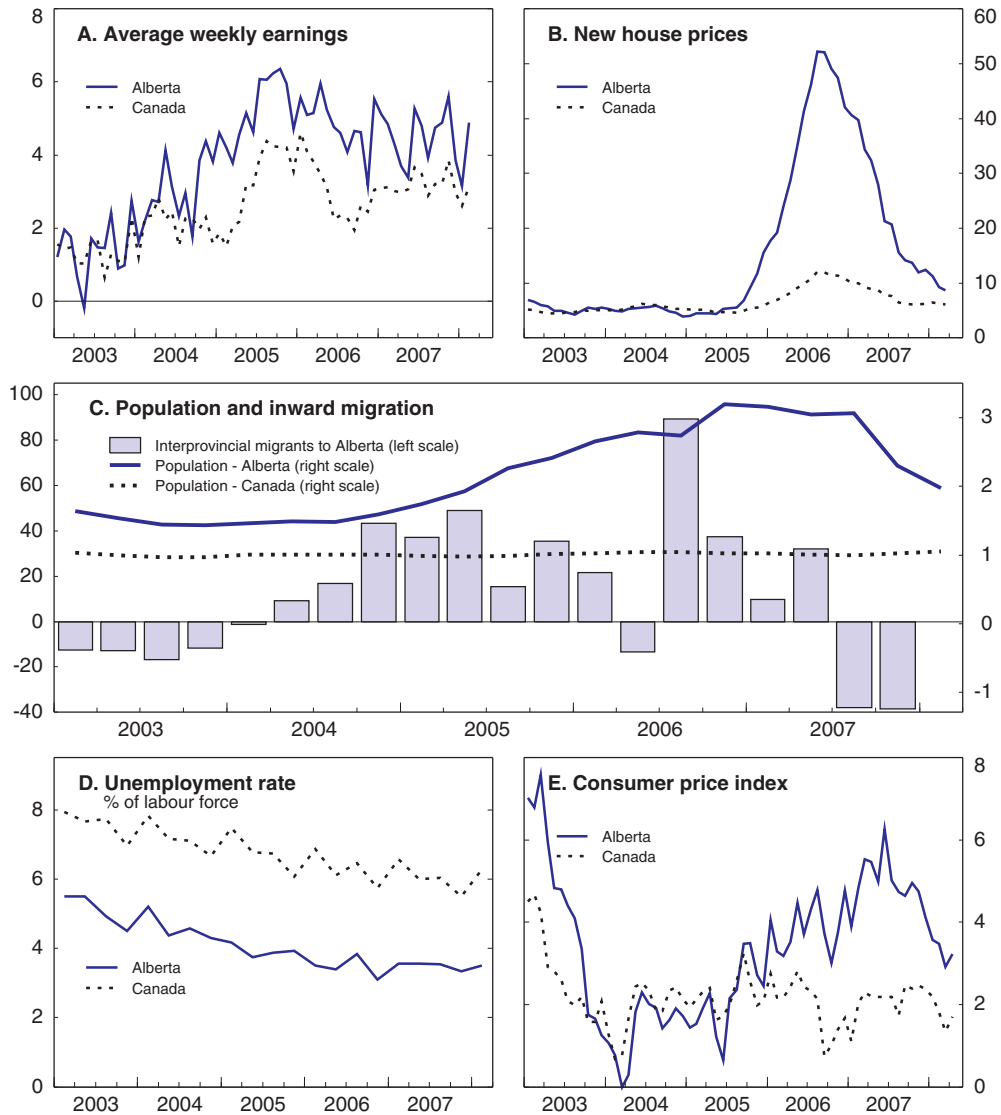 A. Average weekly earnings
Alberta
Canada
8
6
4
2
0
2003 2004 2005 2006 2007
B. New house prices
Alberta
Canada
60
50
40
30
20
10
0
2003 2004 2005 2006 2007
C. Population and inward migration
Interprovincial migrants to Alberta (left scale)
Population - Alberta (right scale)
Population - Canada (right scale)
100
80
60
40
20
0
-20
-40
3
2
1
0
-1
2003 2004 2005 2006 2007
D. Unemployment rate
% of labour force
Alberta
Canada
8
6
4
2
0
2003 2004 2005 2006 2007
E. Consumer price index
Alberta
Canada
8
6
4
2
0
2003 2004 2005 2006 2007